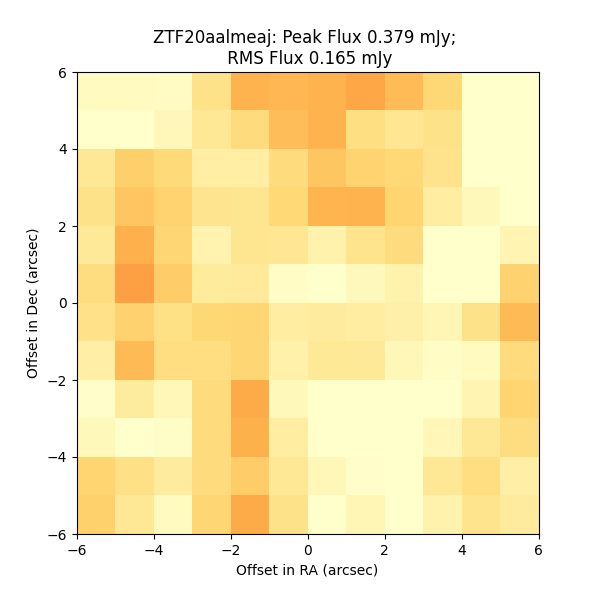 ZTF20aalmeaj: Peak Flux 0.379 mJy;
RMS Flux 0.165 mJy
6
4
2
0
−2
−4
−6
Offset in Dec (arcsec)
−6 −4 −2 0 2 4 6
Offset in RA (arcsec)